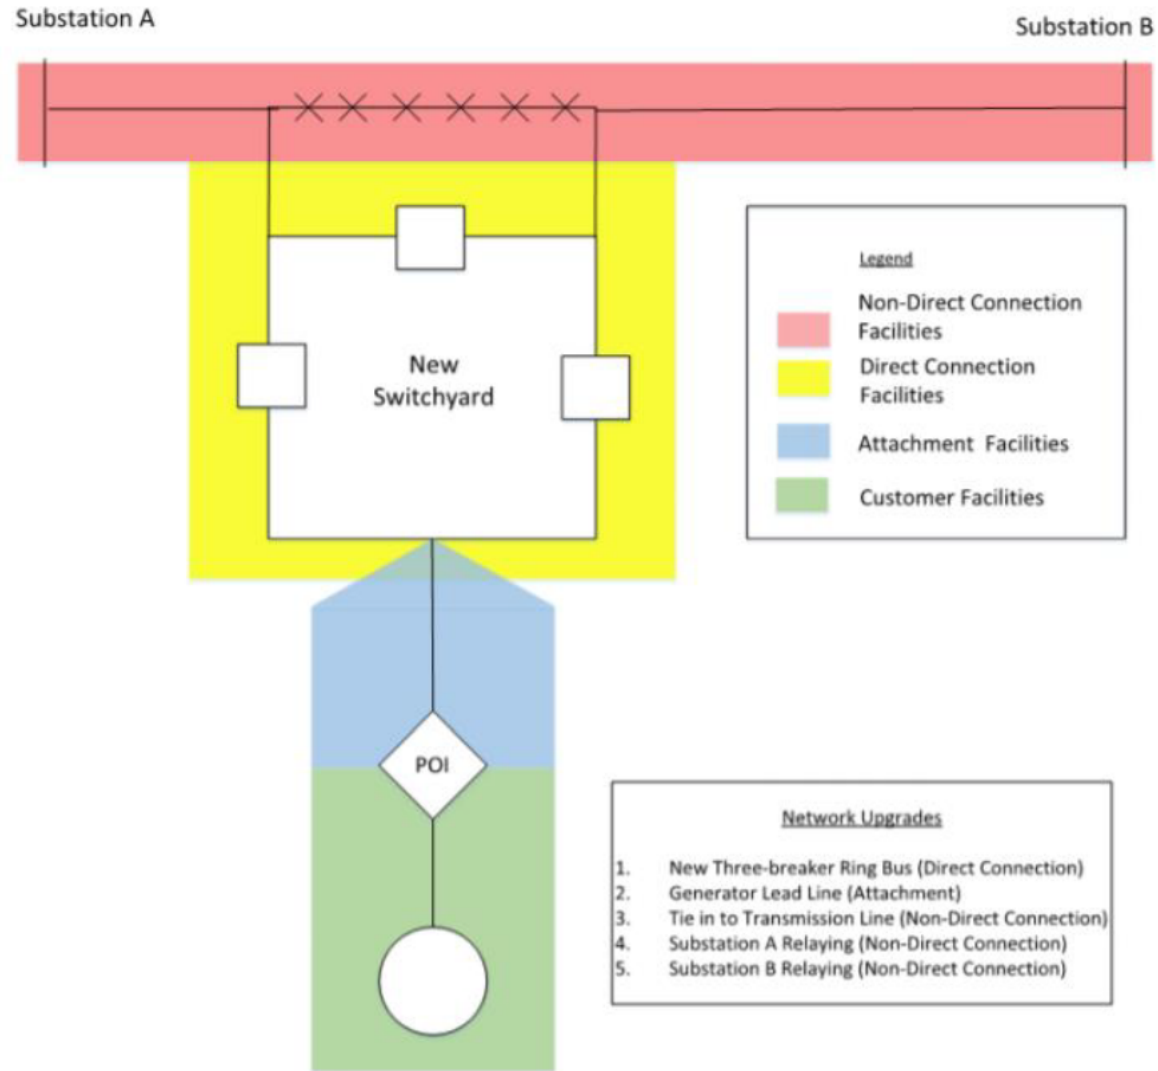 Substation A
Substation B
Legend
Non-Direct Connection
Facilities
Direct Connection
Facilities
Attachment Facilities
Customer Facilities
New
Switchyard
POI
Network Upgrades
1. New Three-breaker Ring Bus (Direct Connection)
2. Generator Lead Line (Attachment)
3. Tie in to Transmission Line (Non-Direct Connection)
4. Substation A Relaying (Non-Direct Connection)
5. Substation B Relaying (Non-Direct Connection)